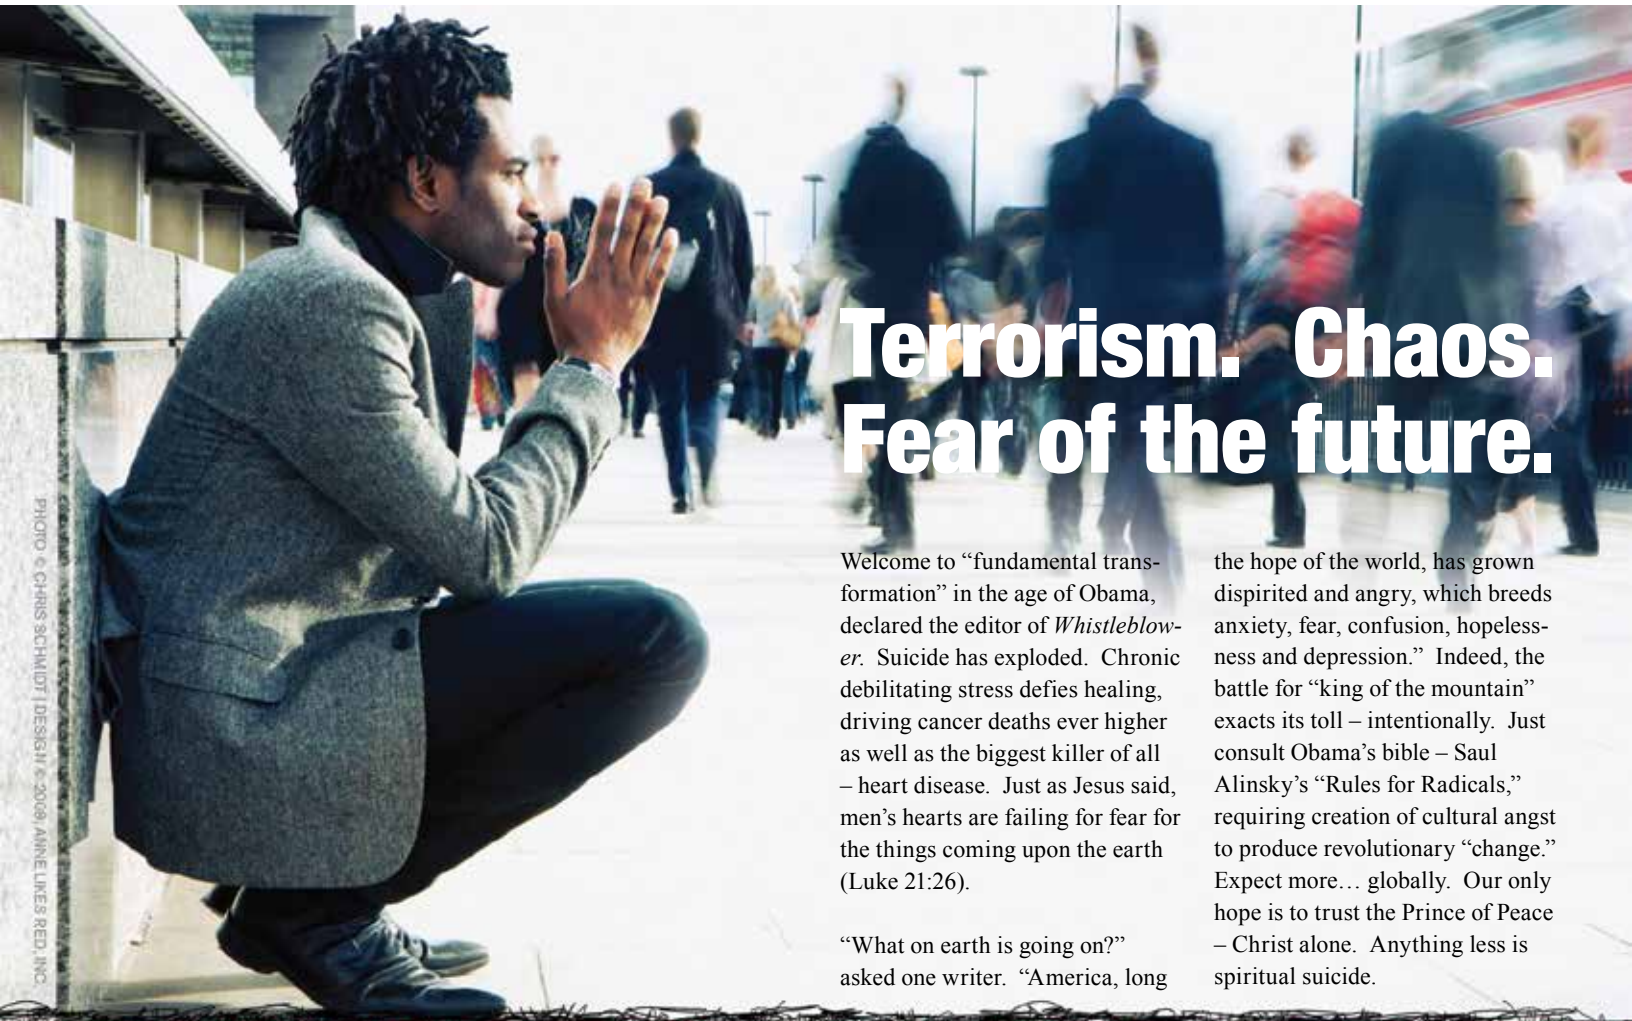 Terrorism.  Chaos.
Fear of the future.
Welcome to “fundamental trans-
formation” in the age of Obama,
declared the editor of Whistleblow-
er.  Suicide has exploded.  Chronic
debilitating stress defies healing,
driving cancer deaths ever higher
as well as the biggest killer of all
– heart disease.  Just as Jesus said,
men’s hearts are failing for fear for
the things coming upon the earth
(Luke 21:26).
“What on earth is going on?”
asked one writer.  “America, long
the hope of the world, has grown
dispirited and angry, which breeds
anxiety, fear, confusion, hopeless-
ness and depression.”  Indeed, the
battle for “king of the mountain”
exacts its toll – intentionally.  Just
consult Obama’s bible – Saul
Alinsky’s “Rules for Radicals,”
requiring creation of cultural angst
to produce revolutionary “change.”
Expect more… globally.  Our only
hope is to trust the Prince of Peace
– Christ alone.  Anything less is
spiritual suicide.
PHOTO © CHRIS SCHMIDT | DESIGN © 2009, ANNE LIKES RED, INC.